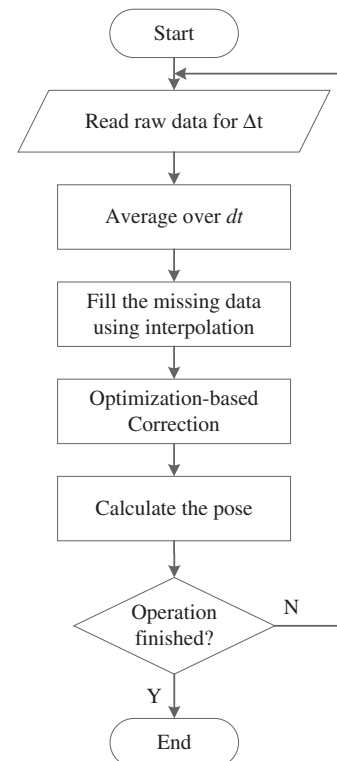 Start
Read raw data for Δt
Average over dt
Fill the missing data
using interpolation
Optimization-based
Correction
Calculate the pose
Operation
finished?
N
Y
End